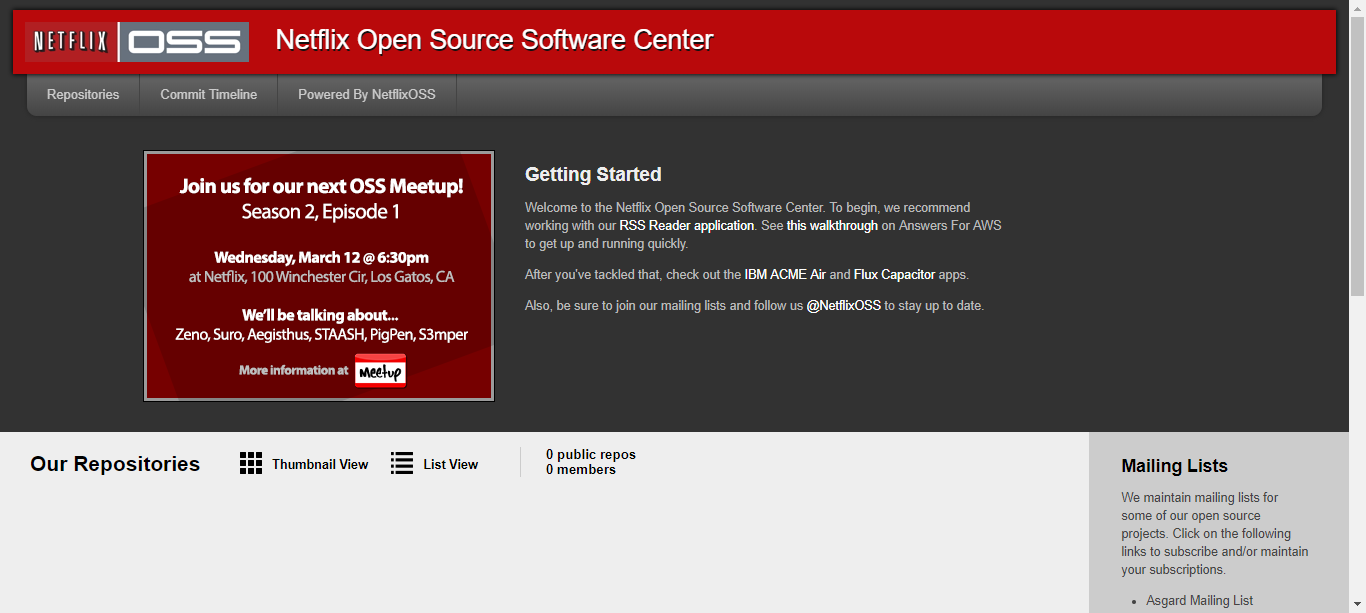 NETFLIX OSS Netflix Open Source Software Center
Repositories Commit Timeline Powered By NetflixOSS
Join us for our next OSS Meetup!
Season 2, Episode 1
Wednesday, March 12 @ 6:30pm
at Netflix, 100 Winchester Cir, Los Gatos, CA
We'll be talking about...
Zeno, Suro, Aegisthus, STAASH, PigPen, S3mper
More information at Meetup
Getting Started
Welcome to the Netflix Open Source Software Center. To begin, we recommend
working with our RSS Reader application. See this walkthrough on Answers For AWS
to get up and running quickly.
After you've tackled that, check out the IBM ACME Air and Flux Capacitor apps.
Also, be sure to join our mailing lists and follow us @NetflixOSS to stay up to date.
Our Repositories Thumbnail View List View
0 public repos
0 members
Mailing Lists
We maintain mailing lists for
some of our open source
projects. Click on the following
links to subscribe and/or maintain
your subscriptions.
• Asgard Mailing List